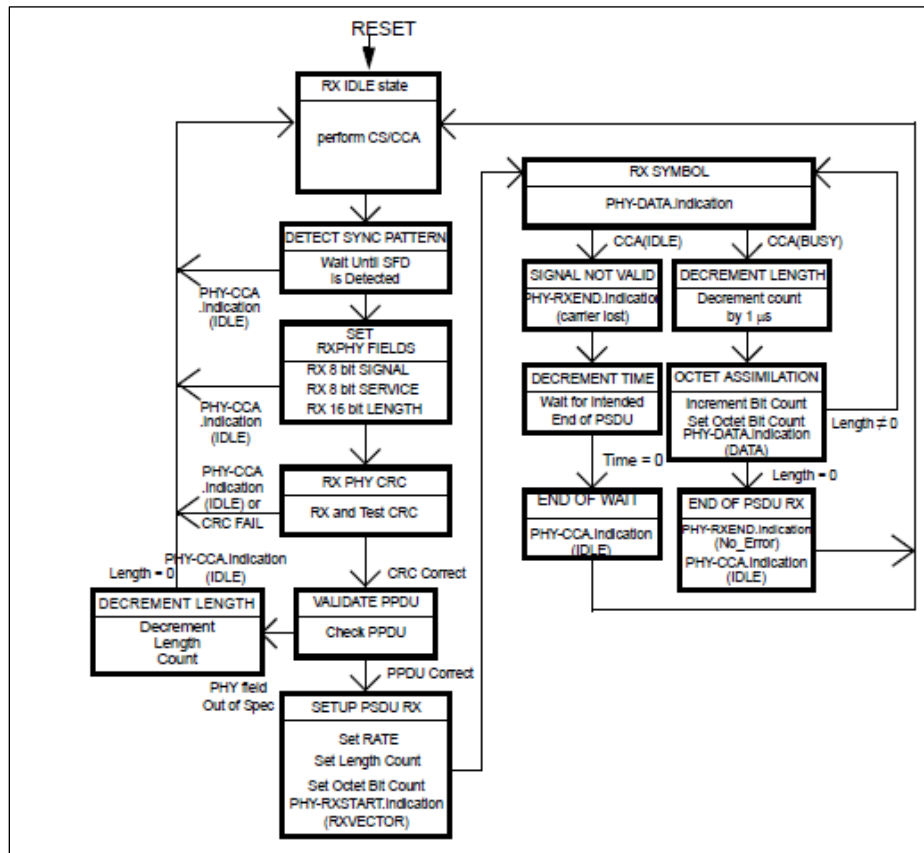 RESET
RX IDLE state
perform CS/CCA
DETECT SYNC PATTERN
Wait Until SFD
Is Detected
PHY-CCA
.Indication
(IDLE)
SET
RXPHY FIELDS
RX 8 bit SIGNAL
RX 8 bit SERVICE
RX 16 bit LENGTH
PHY-CCA
.Indication
(IDLE)
PHY-CCA
.Indication
(IDLE) or
CRC FAIL
RX PHY CRC
RX and Test CRC
PHY-CCA.Indication
(IDLE)
Length = 0
CRC Correct
DECREMENT LENGTH
Decrement
Length
Count
VALIDATE PPDU
Check PPDU
PHY field
Out of Spec
PPDU Correct
SETUP PSDU RX
Set RATE
Set Length Count
Set Octet Bit Count
PHY-RXSTART.Indication
(RXVECTOR)
RX SYMBOL
PHY-DATA.Indication
CCA(IDLE)
CCA(BUSY)
SIGNAL NOT VALID
PHY-RXEND.Indication
(carrier lost)
DECREMENT LENGTH
Decrement count
by 1 µs
DECREMENT TIME
Wait for Intended
End of PSDU
OCTET ASSIMILATION
Increment Bit Count
Set Octet Bit Count
PHY-DATA.Indication
(DATA)
Length ≠ 0
Time = 0
Length = 0
END OF WAIT
PHY-CCA.Indication
(IDLE)
END OF PSDU RX
PHY-RXEND.Indication
(No_Error)
PHY-CCA.Indication
(IDLE)